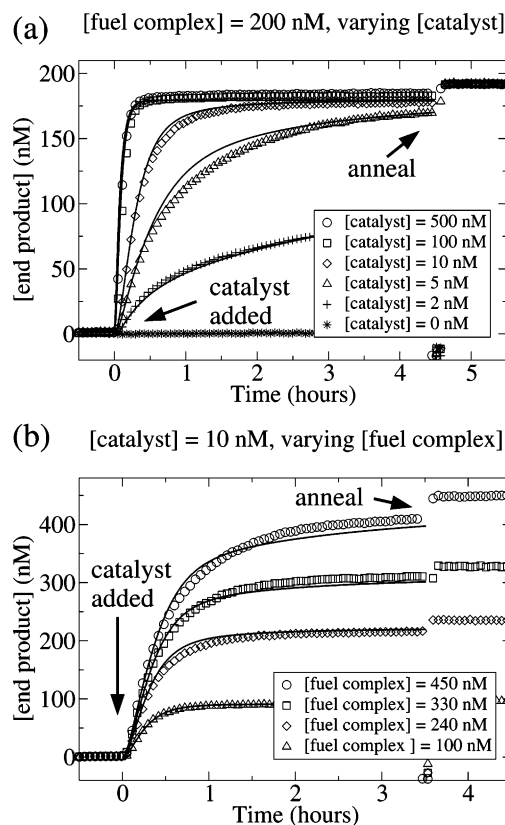 (a)
[fuel complex] = 200 nM, varying [catalyst]
[end product] (nM)
200
150
100
50
0
anneal
catalyst
added
[catalyst] = 500 nM
[catalyst] = 100 nM
[catalyst] = 10 nM
[catalyst] = 5 nM
[catalyst] = 2 nM
[catalyst] = 0 nM
0 1 2 3 4 5
Time (hours)
(b)
[catalyst] = 10 nM, varying [fuel complex]
[end product] (nM)
400
300
200
100
0
anneal
catalyst
added
[fuel complex] = 450 nM
[fuel complex] = 330 nM
[fuel complex] = 240 nM
[fuel complex ] = 100 nM
0 1 2 3 4
Time (hours)